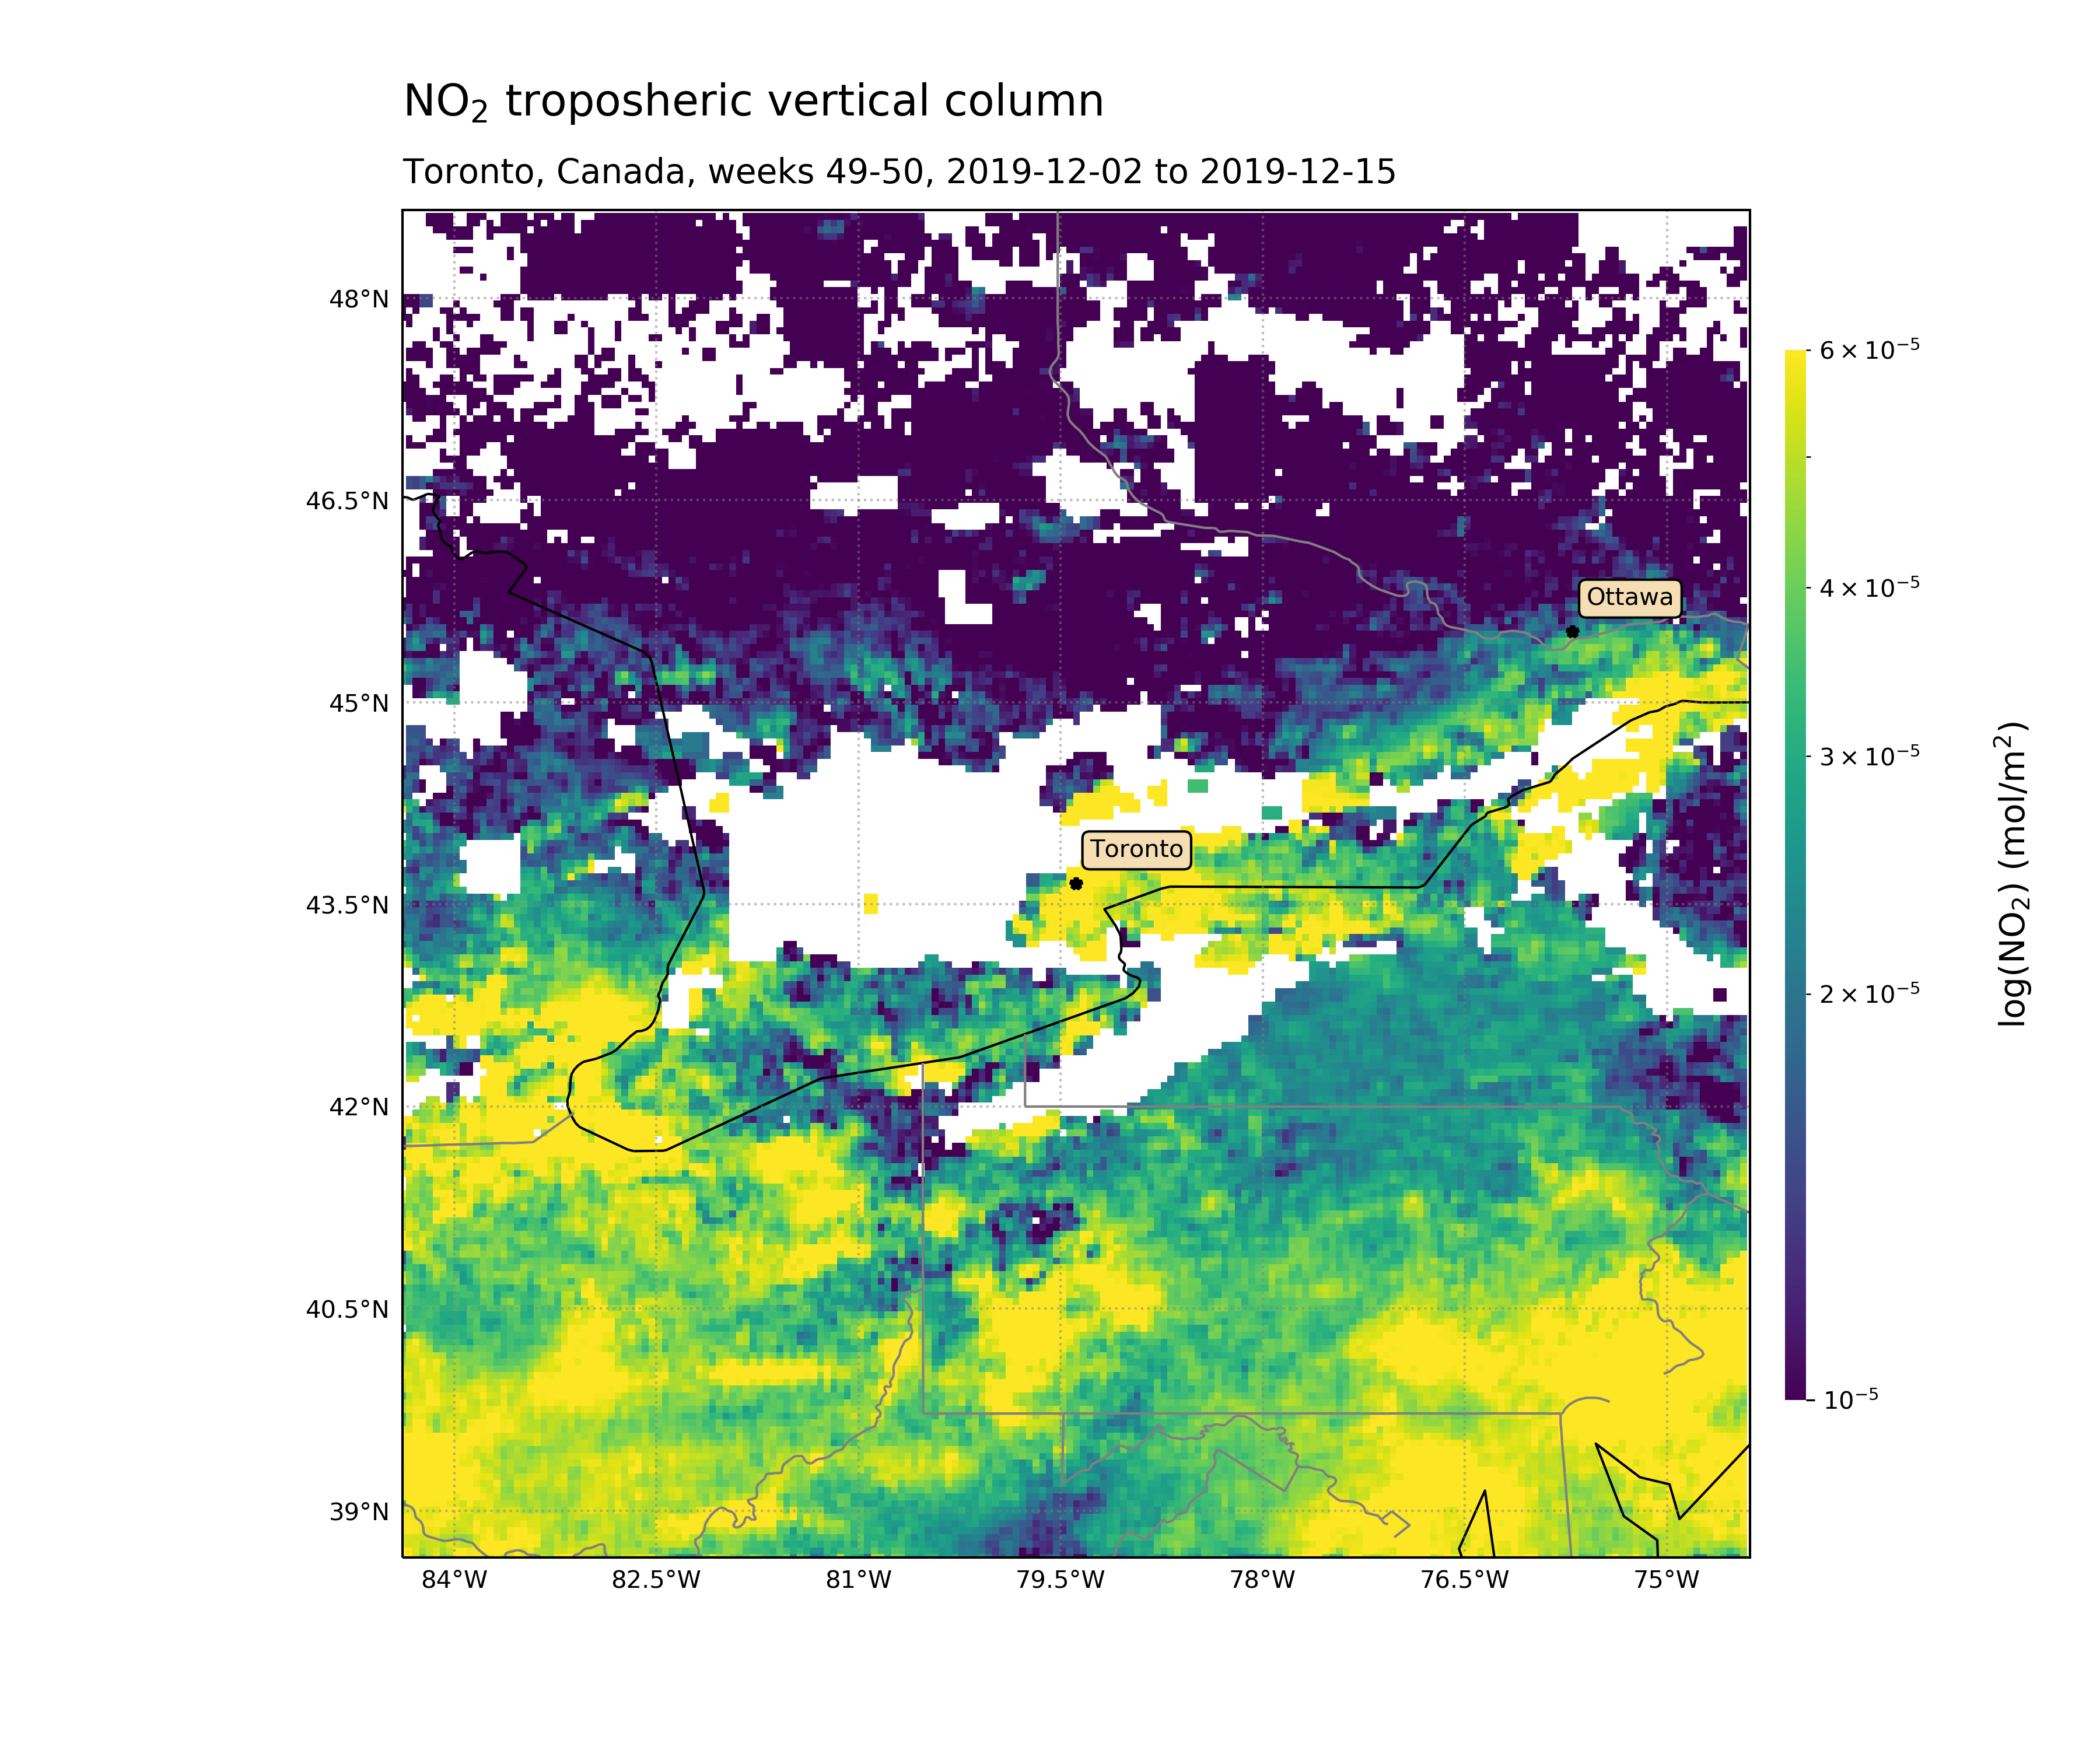 NO₂ troposheric vertical column
Toronto, Canada, weeks 49-50, 2019-12-02 to 2019-12-15
48°N
46.5°N
45°N
43.5°N
42°N
40.5°N
39°N
84°W 82.5°W 81°W 79.5°W 78°W 76.5°W 75°W
Ottawa
Toronto
6 × 10⁻⁵
4 × 10⁻⁵
3 × 10⁻⁵
2 × 10⁻⁵
10⁻⁵
log(NO₂) (mol/m²)